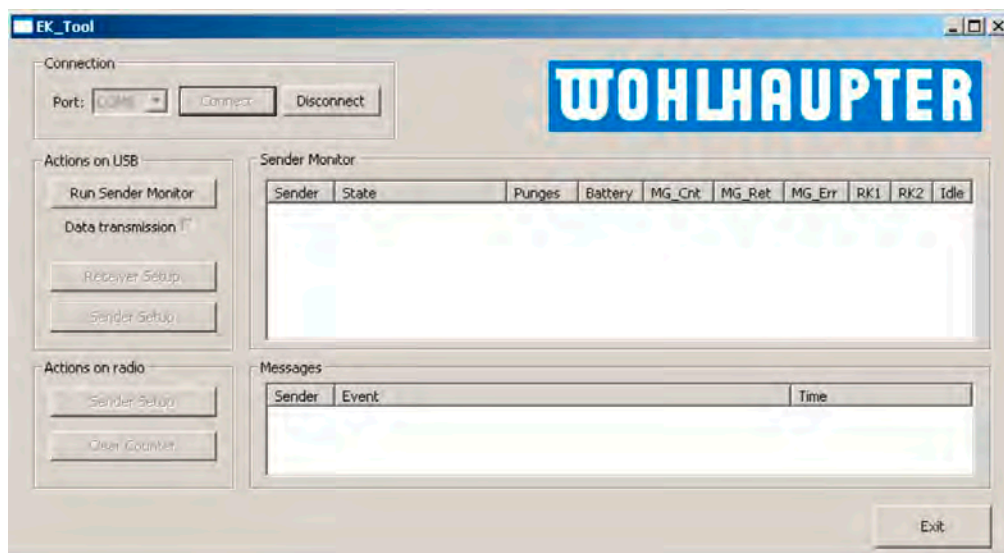 EK_Tool
Connection
Port: COM6 Connect Disconnect
WOHLHAUPTER
Actions on USB
Run Sender Monitor
Data transmission
Receiver Setup
Sender Setup
Sender Monitor
Sender State Punges Battery MG_Cnt MG_Ret MG_Err RK1 RK2 Idle
Actions on radio
Sender Setup
Clear Counter
Messages
Sender Event Time
Exit